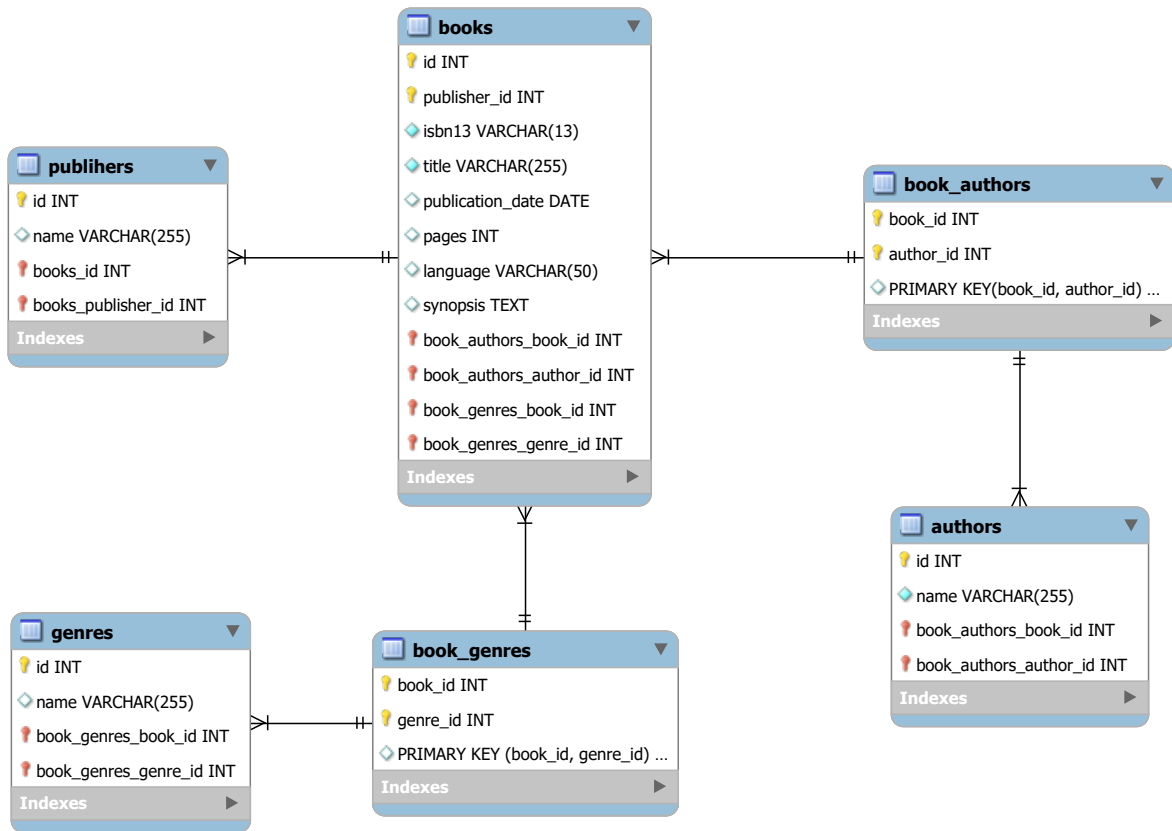 books
id INT
publisher_id INT
isbn13 VARCHAR(13)
title VARCHAR(255)
publication_date DATE
pages INT
language VARCHAR(50)
synopsis TEXT
book_authors_book_id INT
book_authors_author_id INT
book_genres_book_id INT
book_genres_genre_id INT
Indexes
publihers
id INT
name VARCHAR(255)
books_id INT
books_publisher_id INT
Indexes
book_authors
book_id INT
author_id INT
PRIMARY KEY(book_id, author_id) ...
Indexes
authors
id INT
name VARCHAR(255)
book_authors_book_id INT
book_authors_author_id INT
Indexes
genres
id INT
name VARCHAR(255)
book_genres_book_id INT
book_genres_genre_id INT
Indexes
book_genres
book_id INT
genre_id INT
PRIMARY KEY (book_id, genre_id) ...
Indexes